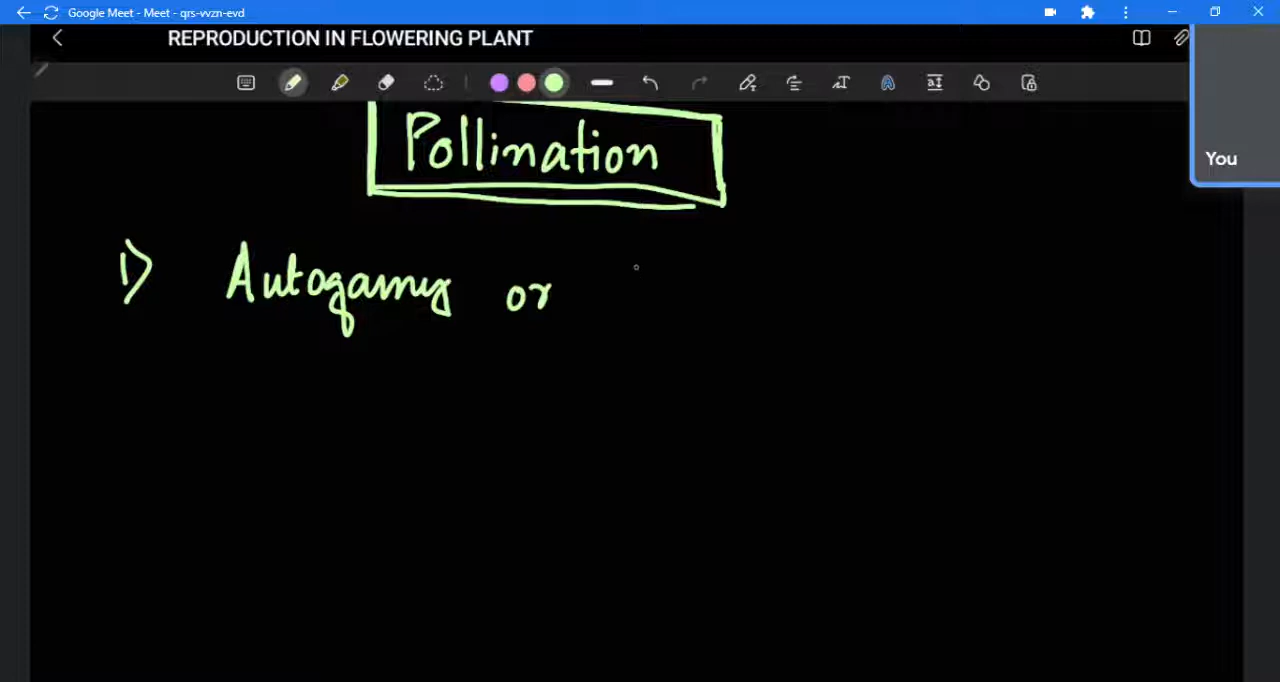 Google Meet - Meet - qrs-vvzn-evd
REPRODUCTION IN FLOWERING PLANT
Pollination
You
1) Autogamy or